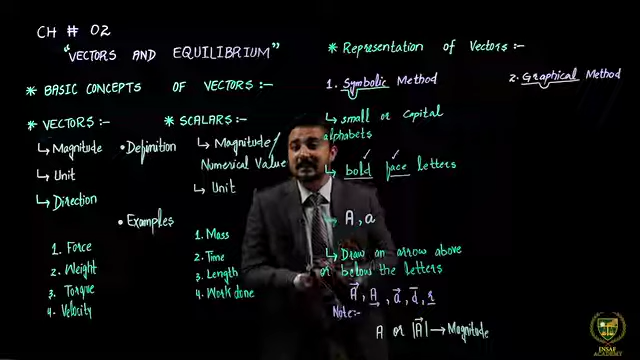 CH # 02
"VECTORS AND EQUILIBRIUM"
* BASIC CONCEPTS OF VECTORS:-
* VECTORS:-
↳ Magnitude
↳ Unit
↳ Direction
• Definition
• Examples
1. Force
2. Weight
3. Torque
4. Velocity
* SCALARS:-
↳ Magnitude/
Numerical Value
↳ Unit
1. Mass
2. Time
3. Length
4. Work done
* Representation of Vectors:-
1. Symbolic Method
↳ small or capital
alphabets
↳ bold face letters
→ A, a
↳ Draw an arrow above
or below the letters
A⃗, A, a⃗, d⃗, r
Note:-
A or |A⃗| → Magnitude
2. Graphical Method
ENSAF
ACADEMY